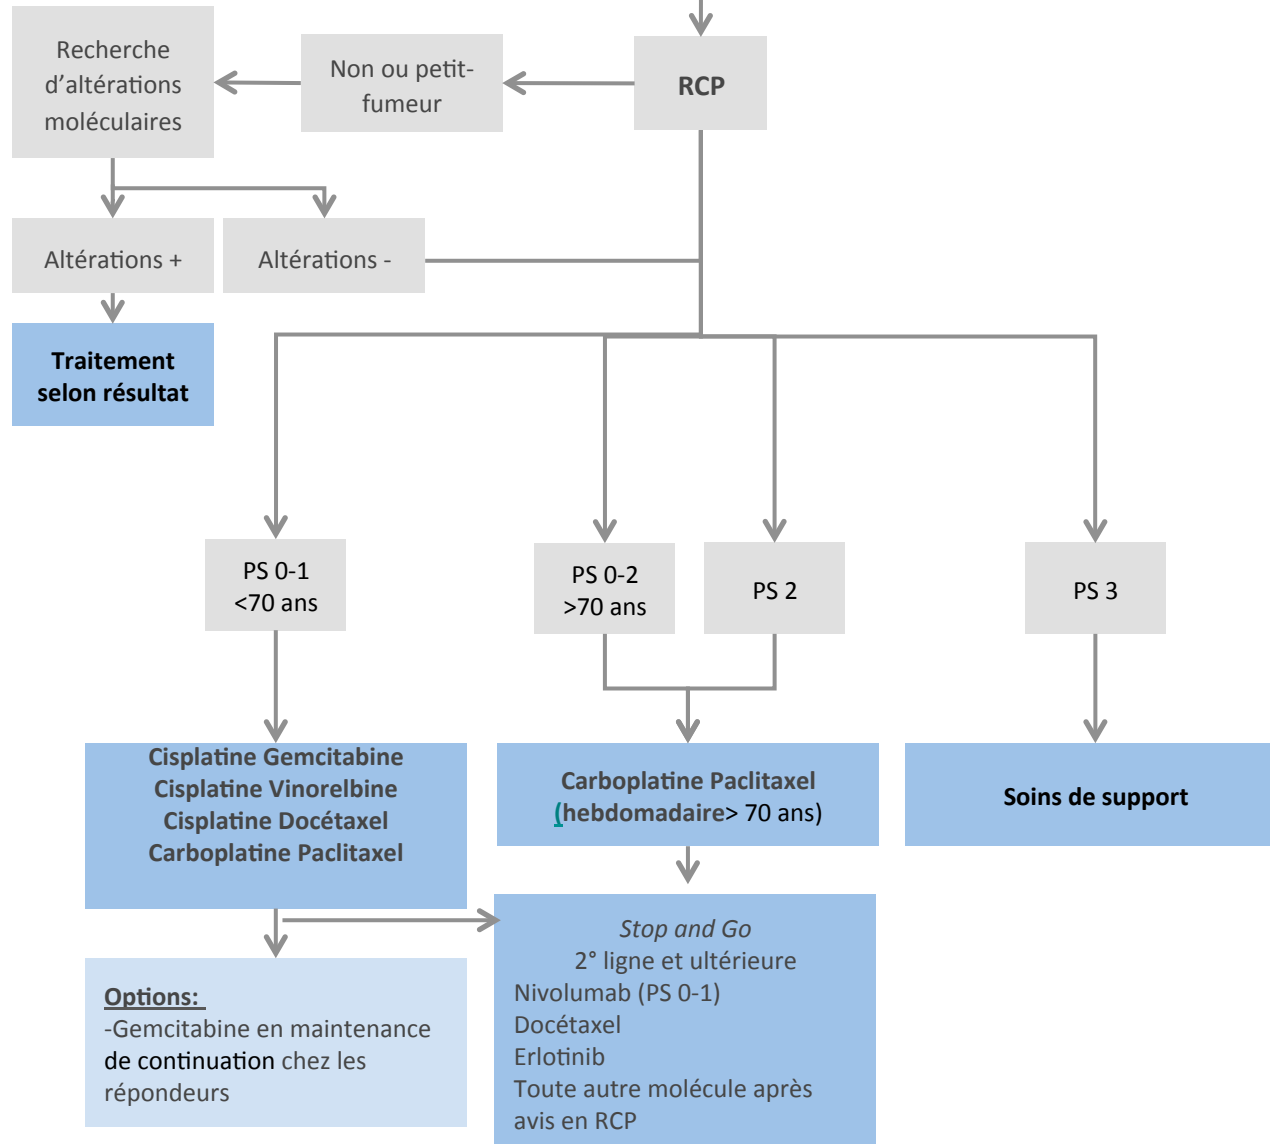 Recherche
d'altérations
moléculaires
Non ou petit-
fumeur
RCP
Altérations +
Altérations -
Traitement
selon résultat
PS 0-1
<70 ans
PS 0-2
>70 ans
PS 2
PS 3
Cisplatine Gemcitabine
Cisplatine Vinorelbine
Cisplatine Docétaxel
Carboplatine Paclitaxel
Carboplatine Paclitaxel
(hebdomadaire> 70 ans)
Soins de support
Options:
-Gemcitabine en maintenance
de continuation chez les
répondeurs
Stop and Go
2° ligne et ultérieure
Nivolumab (PS 0-1)
Docétaxel
Erlotinib
Toute autre molécule après
avis en RCP